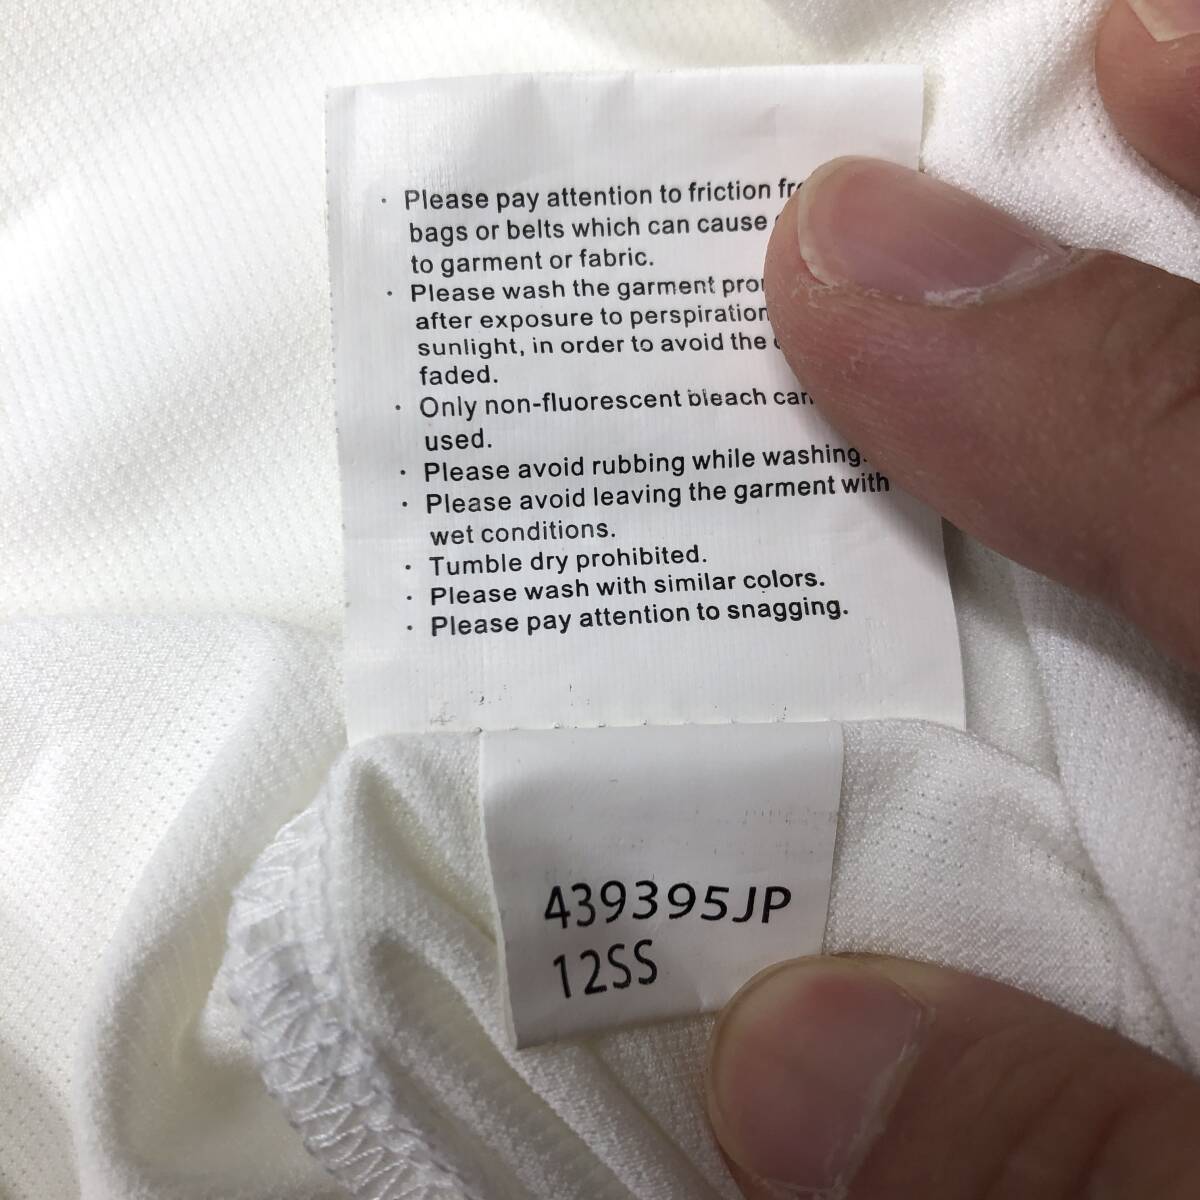 · Please pay attention to friction
bags or belts which can cause
to garment or fabric.
· Please wash the garment
after exposure to perspiration
sunlight, in order to avoid the
faded.
· Only non-fluorescent bleach
used.
· Please avoid rubbing while washing.
· Please avoid leaving the garment with
wet conditions.
· Tumble dry prohibited.
· Please wash with similar colors.
· Please pay attention to snagging.
439395JP
12SS